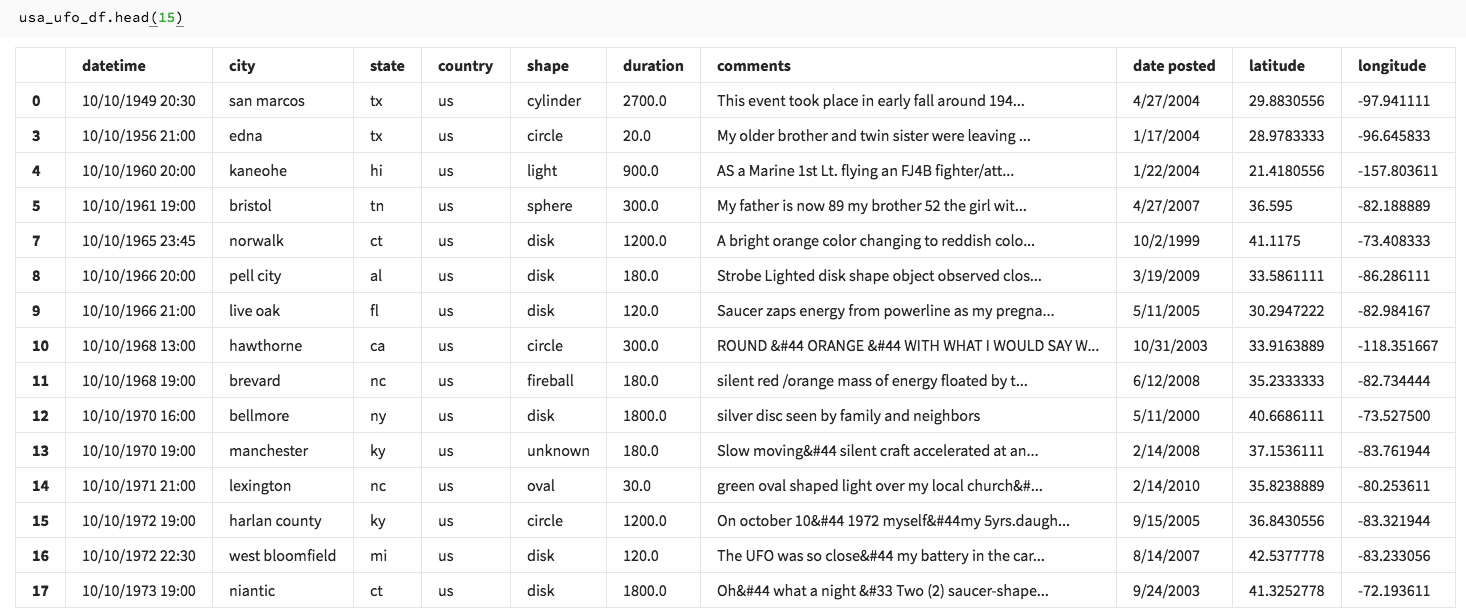 usa_ufo_df.head(15)
datetime city state country shape duration comments date posted latitude longitude
0 10/10/1949 20:30 san marcos tx us cylinder 2700.0 This event took place in early fall around 194... 4/27/2004 29.8830556 -97.941111
3 10/10/1956 21:00 edna tx us circle 20.0 My older brother and twin sister were leaving ... 1/17/2004 28.9783333 -96.645833
4 10/10/1960 20:00 kaneohe hi us light 900.0 AS a Marine 1st Lt. flying an FJ4B fighter/att... 1/22/2004 21.4180556 -157.803611
5 10/10/1961 19:00 bristol tn us sphere 300.0 My father is now 89 my brother 52 the girl wit... 4/27/2007 36.595 -82.188889
7 10/10/1965 23:45 norwalk ct us disk 1200.0 A bright orange color changing to reddish colo... 10/2/1999 41.1175 -73.408333
8 10/10/1966 20:00 pell city al us disk 180.0 Strobe Lighted disk shape object observed clos... 3/19/2009 33.5861111 -86.286111
9 10/10/1966 21:00 live oak fl us disk 120.0 Saucer zaps energy from powerline as my pregna... 5/11/2005 30.2947222 -82.984167
10 10/10/1968 13:00 hawthorne ca us circle 300.0 ROUND &#44 ORANGE &#44 WITH WHAT I WOULD SAY W... 10/31/2003 33.9163889 -118.351667
11 10/10/1968 19:00 brevard nc us fireball 180.0 silent red /orange mass of energy floated by t... 6/12/2008 35.2333333 -82.734444
12 10/10/1970 16:00 bellmore ny us disk 1800.0 silver disc seen by family and neighbors 5/11/2000 40.6686111 -73.527500
13 10/10/1970 19:00 manchester ky us unknown 180.0 Slow moving&#44 silent craft accelerated at an... 2/14/2008 37.1536111 -83.761944
14 10/10/1971 21:00 lexington nc us oval 30.0 green oval shaped light over my local church&#... 2/14/2010 35.8238889 -80.253611
15 10/10/1972 19:00 harlan county ky us circle 1200.0 On october 10&#44 1972 myself&#44my 5yrs.daugh... 9/15/2005 36.8430556 -83.321944
16 10/10/1972 22:30 west bloomfield mi us disk 120.0 The UFO was so close&#44 my battery in the car... 8/14/2007 42.5377778 -83.233056
17 10/10/1973 19:00 niantic ct us disk 1800.0 Oh&#44 what a night &#33 Two (2) saucer-shape... 9/24/2003 41.3252778 -72.193611